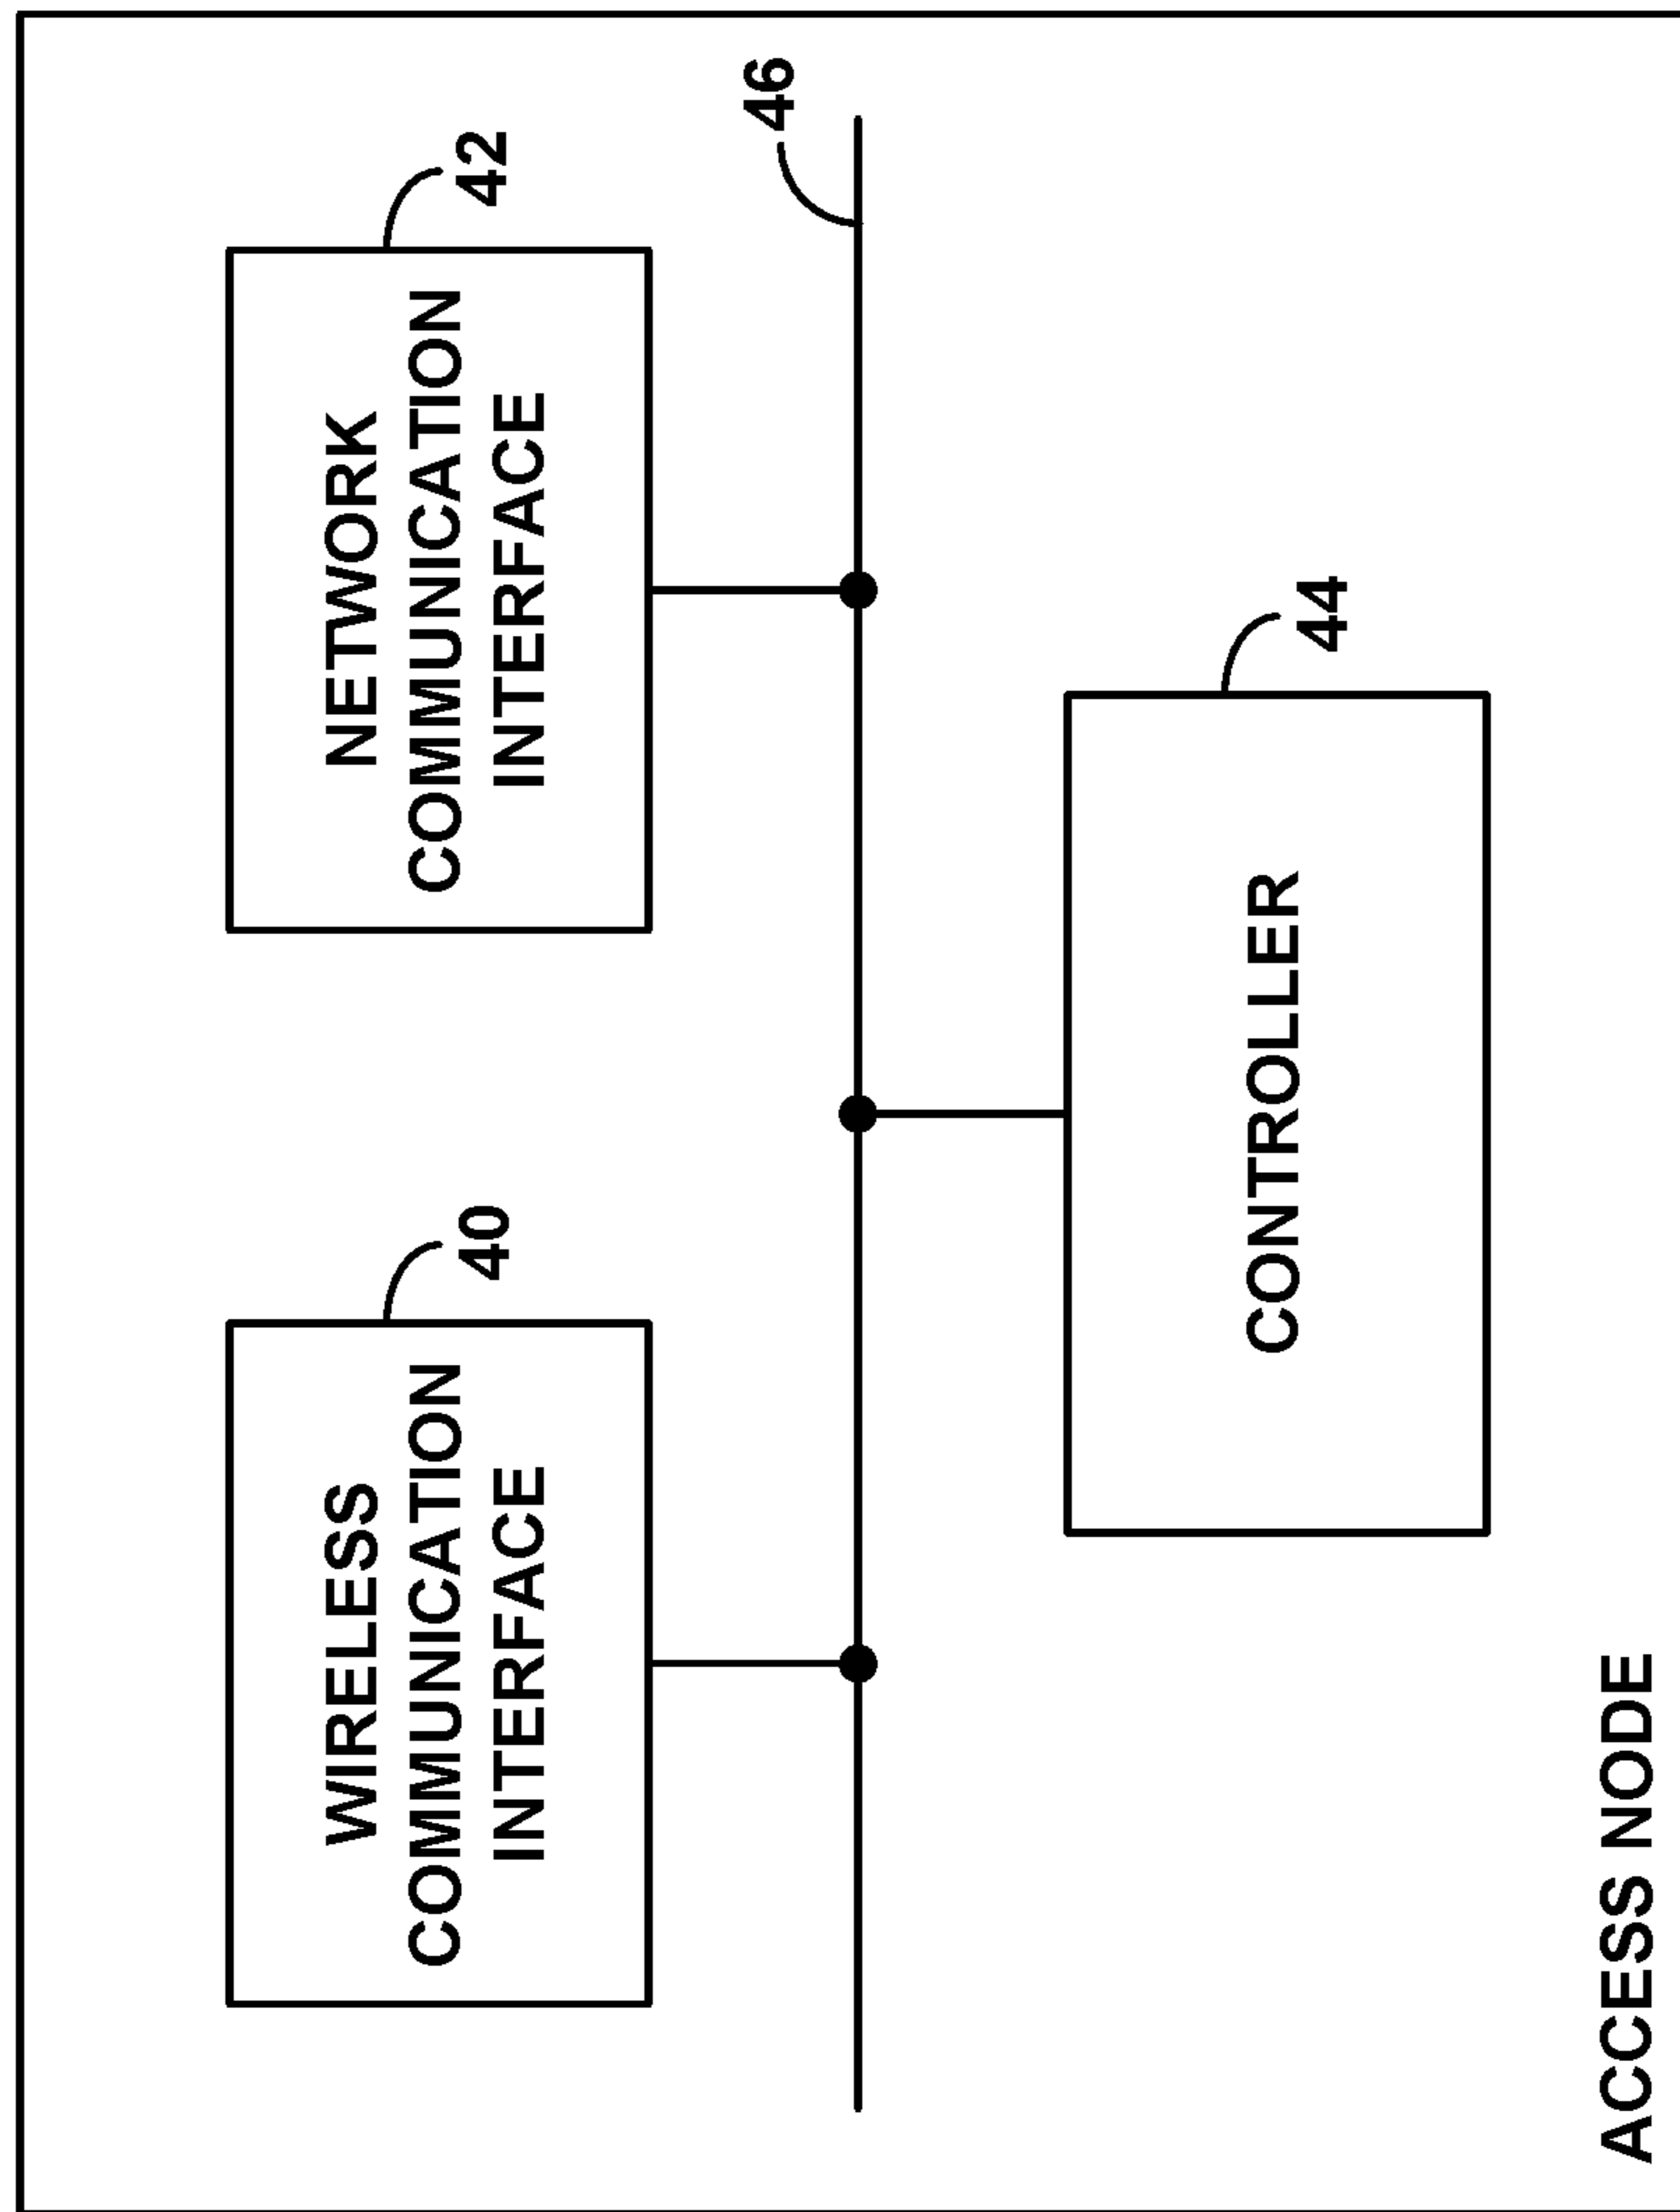 WIRELESS
COMMUNICATION
INTERFACE
40
NETWORK
COMMUNICATION
INTERFACE
42
46
CONTROLLER
44
ACCESS NODE